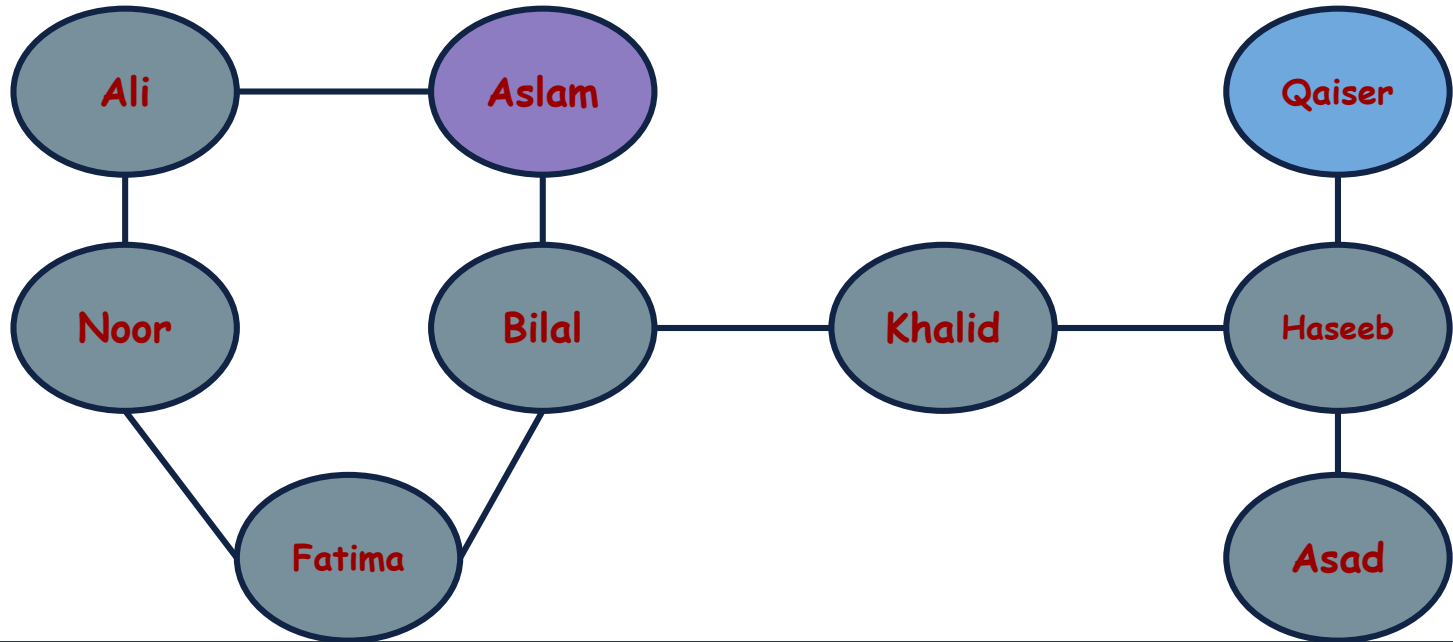 Ali
Aslam
Qaiser
Noor
Bilal
Khalid
Haseeb
Fatima
Asad